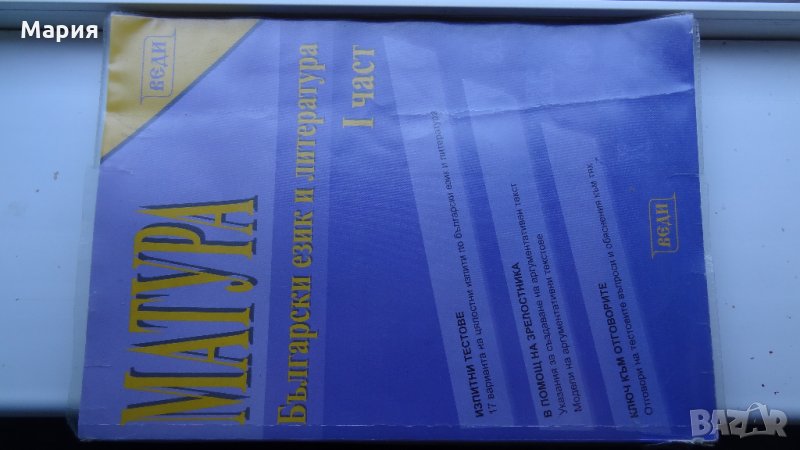 Мария
ВЕДИ
МАТУРА
Български език и литература
I част
ИЗПИТНИ ТЕСТОВЕ
17 варианта на цялостни изпити по български език и литература
В ПОМОЩ НА ЗРЕЛОСТНИКА
Указания за създаване на аргументативен текст
Модели на аргументативни текстове
КЛЮЧ КЪМ ОТГОВОРИТЕ
Отговори на тестовите въпроси и обяснения към тях
ВЕДИ
BAZAR